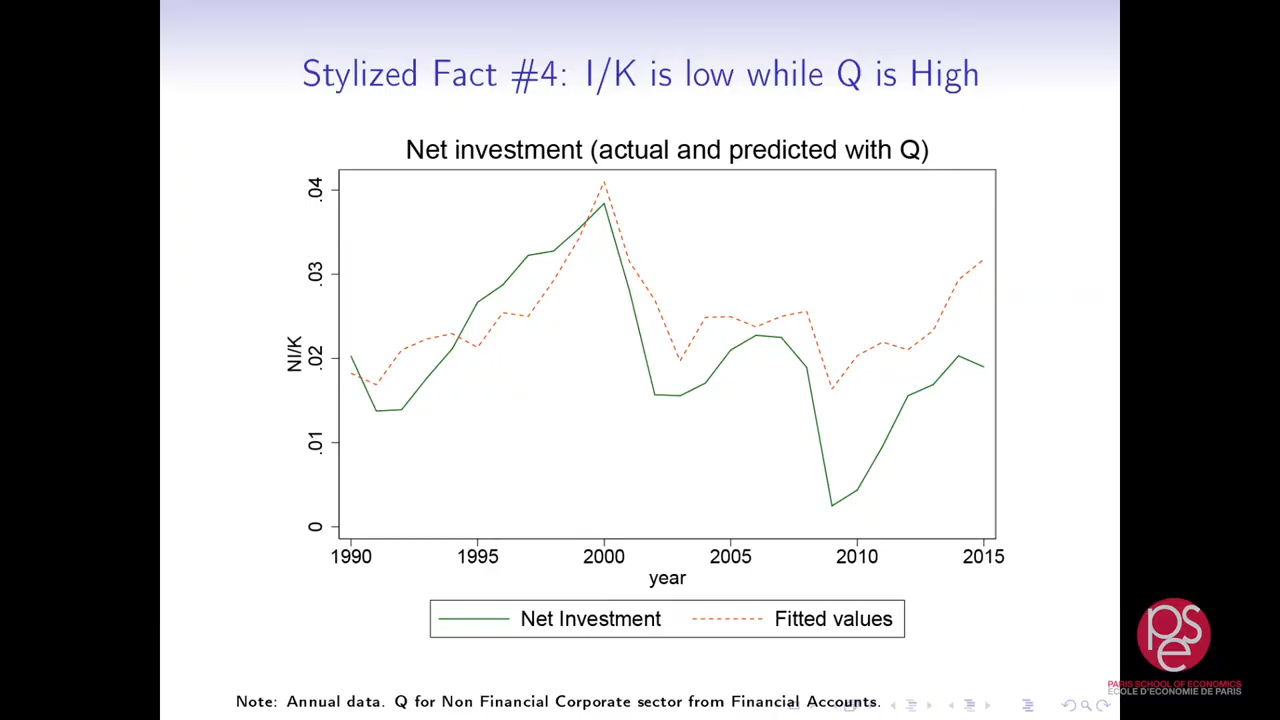 Stylized Fact #4: I/K is low while Q is High
Net investment (actual and predicted with Q)
.04
.03
.02
.01
0
NI/K
1990 1995 2000 2005 2010 2015
year
Net Investment Fitted values
Note: Annual data. Q for Non Financial Corporate sector from Financial Accounts.
pse
PARIS SCHOOL OF ECONOMICS
ECOLE D'ECONOMIE DE PARIS